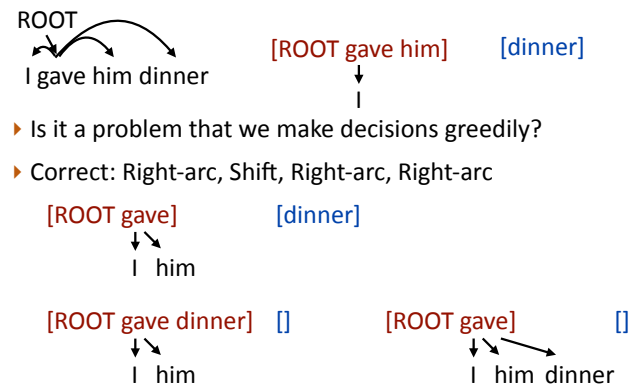 ROOT
I gave him dinner
[ROOT gave him] [dinner]
I
Is it a problem that we make decisions greedily?
Correct: Right-arc, Shift, Right-arc, Right-arc
[ROOT gave] [dinner]
I him
[ROOT gave dinner] [] [ROOT gave] []
I him I him dinner